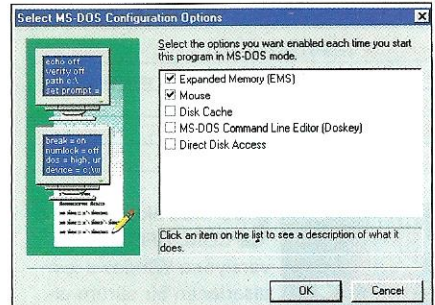 Select MS-DOS Configuration Options
Select the options you want enabled each time you start
this program in MS-DOS mode.
Expanded Memory (EMS)
Mouse
Disk Cache
MS-DOS Command Line Editor (Doskey)
Direct Disk Access
echo off
verify off
path c:\
set prompt =
break = on
numlock = off
dos = high, ur
device = c:\w
Click an item on the list to see a description of what it
does.
OK
Cancel